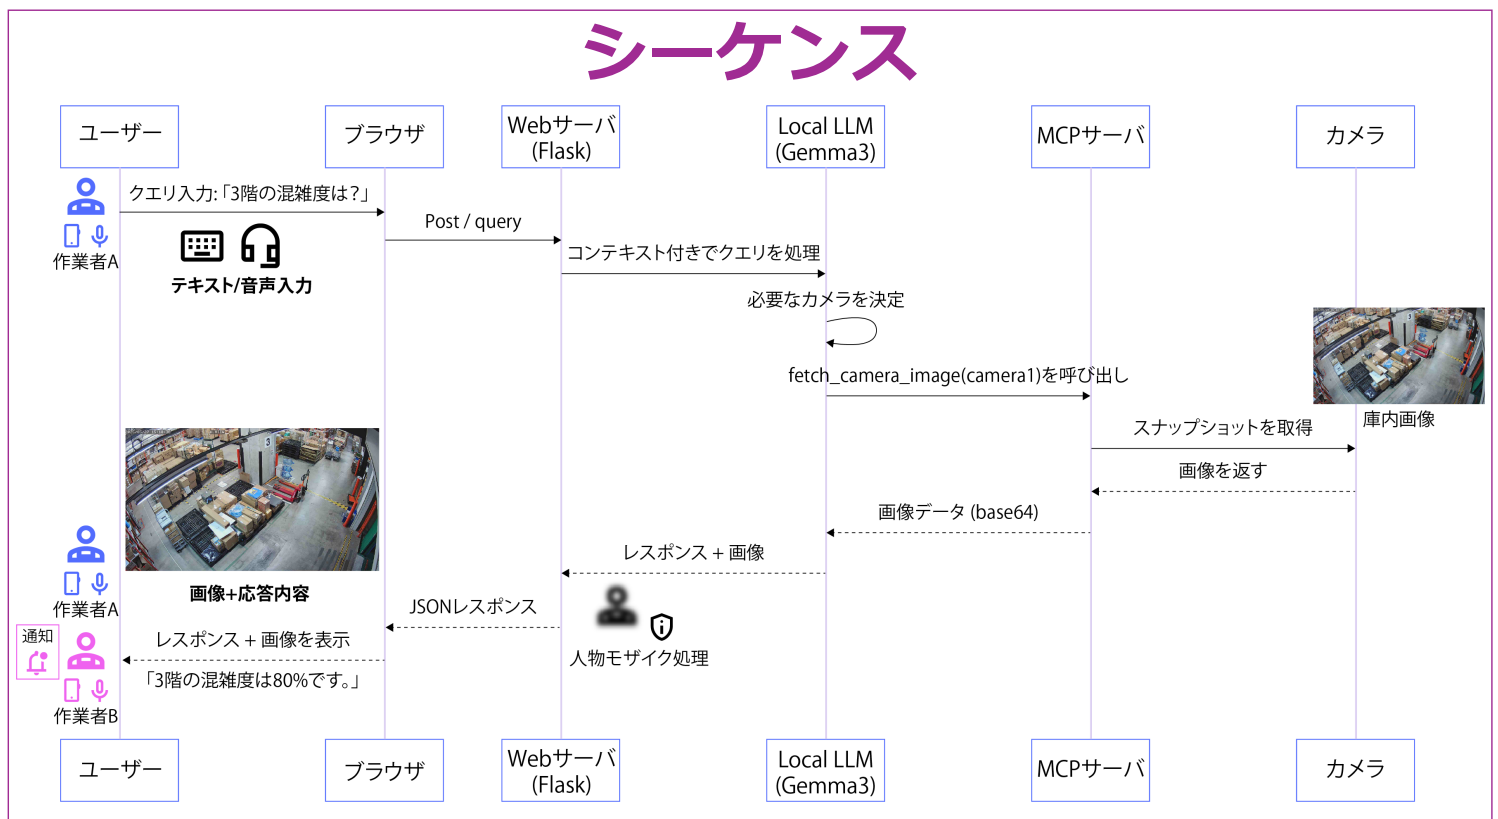 シーケンス
ユーザー
ブラウザ
Webサーバ
(Flask)
Local LLM
(Gemma3)
MCPサーバ
カメラ
クエリ入力:「3階の混雑度は？」
作業者A
テキスト/音声入力
Post / query
コンテキスト付きでクエリを処理
必要なカメラを決定
fetch_camera_image(camera1)を呼び出し
3
庫内画像
スナップショットを取得
画像を返す
画像データ (base64)
レスポンス + 画像
3
画像+応答内容
作業者A
人物モザイク処理
JSONレスポンス
通知
レスポンス + 画像を表示
「3階の混雑度は80%です。」
作業者B
ユーザー
ブラウザ
Webサーバ
(Flask)
Local LLM
(Gemma3)
MCPサーバ
カメラ